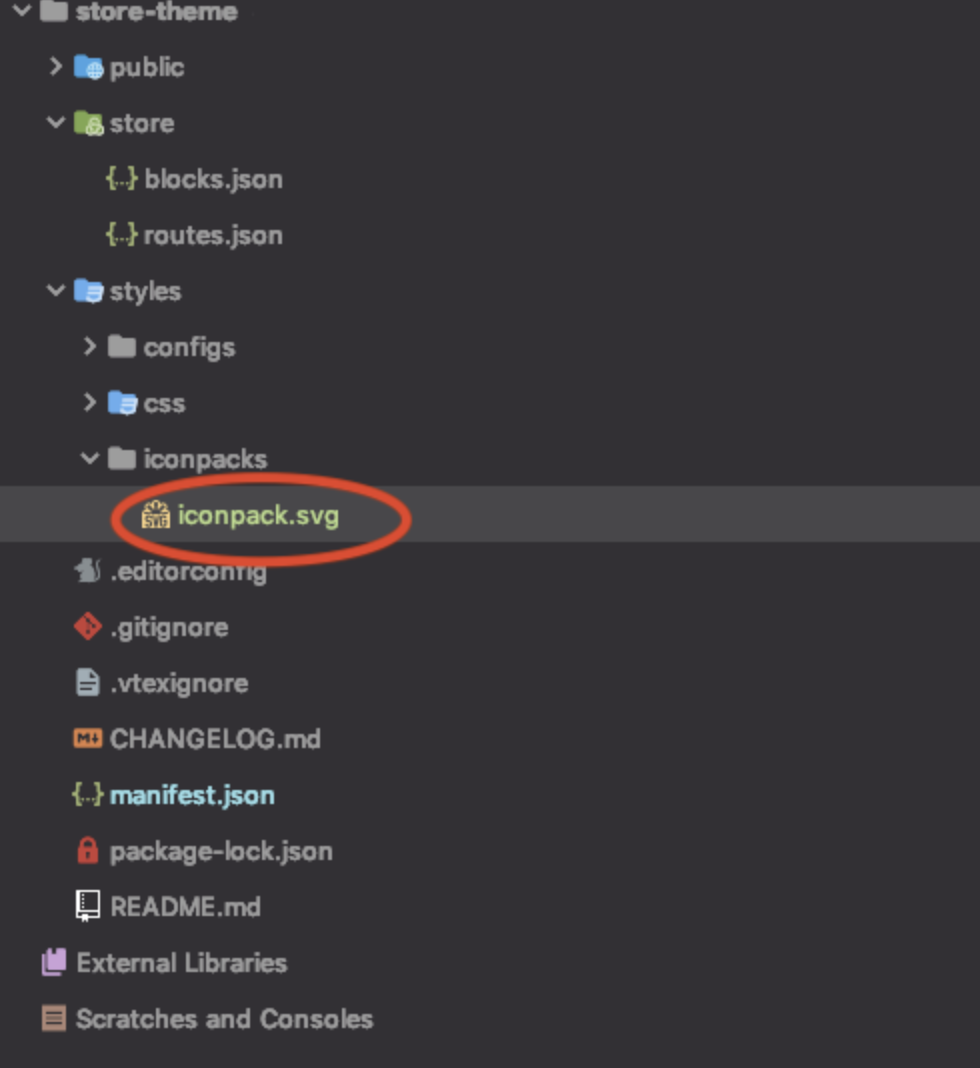 store-theme
public
store
{..} blocks.json
{..} routes.json
styles
configs
css
iconpacks
SVG iconpack.svg
.editorconfig
.gitignore
.vtexignore
M↓ CHANGELOG.md
{..} manifest.json
package-lock.json
README.md
External Libraries
Scratches and Consoles